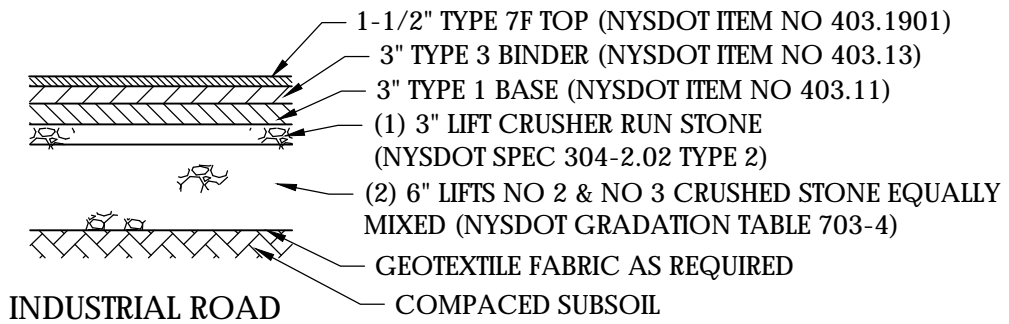 1-1/2" TYPE 7F TOP (NYSDOT ITEM NO 403.1901)
3" TYPE 3 BINDER (NYSDOT ITEM NO 403.13)
3" TYPE 1 BASE (NYSDOT ITEM NO 403.11)
(1) 3" LIFT CRUSHER RUN STONE
(NYSDOT SPEC 304-2.02 TYPE 2)
(2) 6" LIFTS NO 2 & NO 3 CRUSHED STONE EQUALLY
MIXED (NYSDOT GRADATION TABLE 703-4)
GEOTEXTILE FABRIC AS REQUIRED
COMPACED SUBSOIL
INDUSTRIAL ROAD